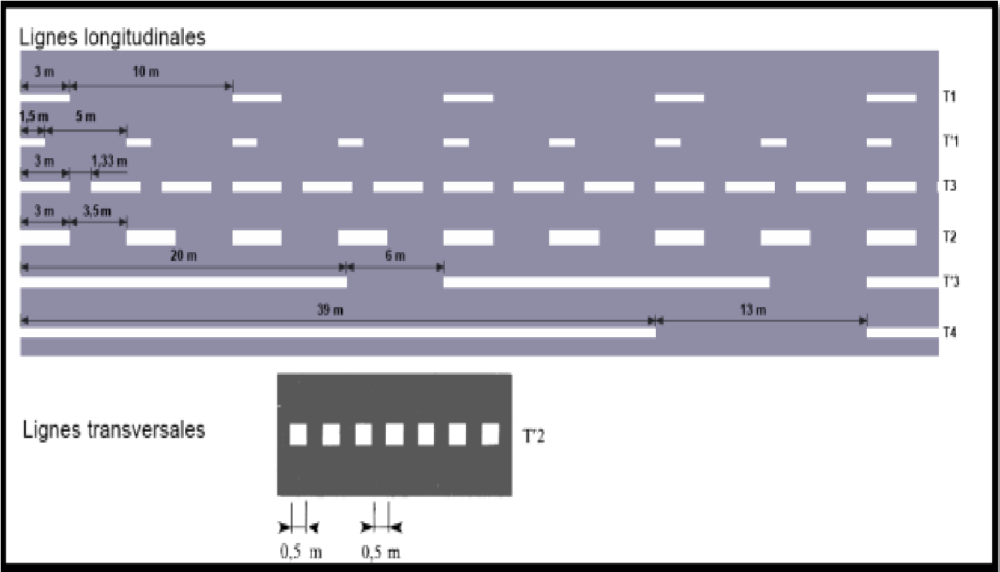 Lignes longitudinales
3 m 10 m
T1
1,5 m 5 m
T'1
3 m 1,33 m
T3
3 m 3,5 m
T2
20 m 6 m
T'3
39 m 13 m
T4
Lignes transversales
T'2
0,5 m 0,5 m